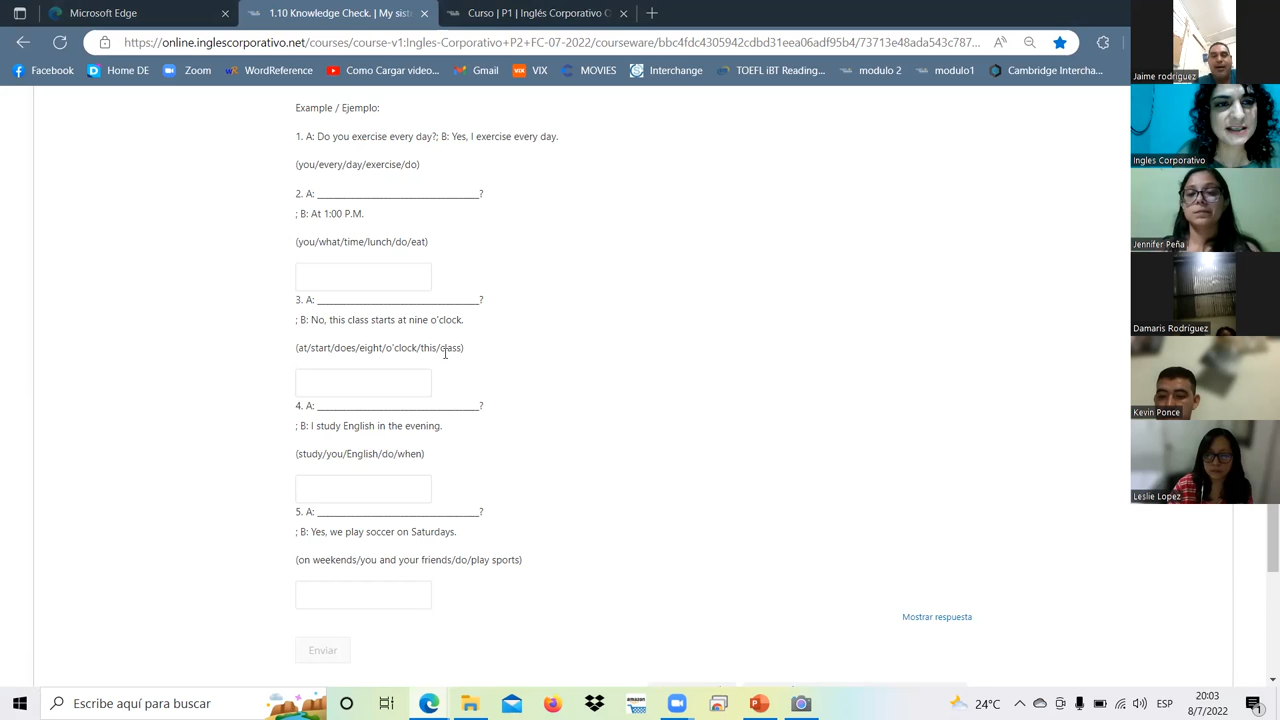 Microsoft Edge
1.10 Knowledge Check | My sist
Curso | P1 | Inglés Corporativo C
https://online.inglescorporativo.net/courses/course-v1:Ingles-Corporativo+P2+FC-07-2022/courseware/bbc4fdc4305942cdbd31eea06adf95b4/73713e48ada543c787...
Facebook
Home DE
Zoom
WordReference
Como Cargar video...
Gmail
VIX
MOVIES
Interchange
TOEFL iBT Reading...
modulo 2
modulo1
Cambridge Intercha...
Example / Ejemplo:
1. A: Do you exercise every day?; B: Yes, I exercise every day.
(you/every/day/exercise/do)
2. A: ________________________________?
; B: At 1:00 P.M.
(you/what/time/lunch/do/eat)
3. A: ________________________________?
; B: No, this class starts at nine o'clock.
(at/start/does/eight/o'clock/this/class)
4. A: ________________________________?
; B: I study English in the evening.
(study/you/English/do/when)
5. A: ________________________________?
; B: Yes, we play soccer on Saturdays.
(on weekends/you and your friends/do/play sports)
Mostrar respuesta
Enviar
Jaime rodriguez
Ingles Corporativo
Jennifer Peña
Damaris Rodríguez
Kevin Ponce
Leslie Lopez
Escribe aquí para buscar
amazon
24°C
ESP
20:03
8/7/2022
1